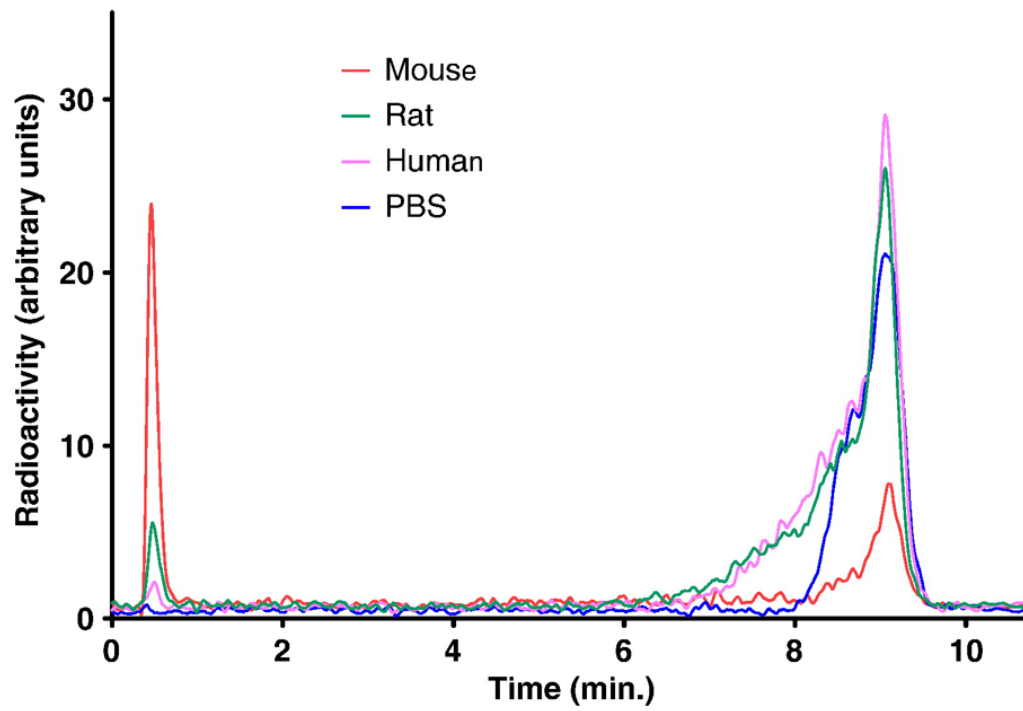 Radioactivity (arbitrary units)
30
20
10
0
Mouse
Rat
Human
PBS
0 2 4 6 8 10
Time (min.)